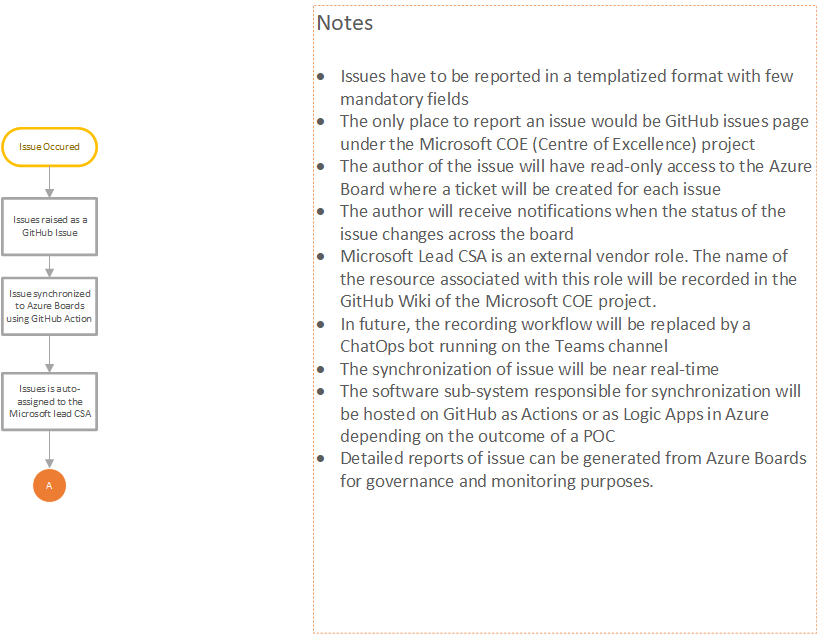 Issue Occured
Issues raised as a
GitHub Issue
Issue synchronized
to Azure Boards
using GitHub Action
Issues is auto-
assigned to the
Microsoft lead CSA
A
Notes
● Issues have to be reported in a templatized format with few
mandatory fields
● The only place to report an issue would be GitHub issues page
under the Microsoft COE (Centre of Excellence) project
● The author of the issue will have read-only access to the Azure
Board where a ticket will be created for each issue
● The author will receive notifications when the status of the
issue changes across the board
● Microsoft Lead CSA is an external vendor role. The name of
the resource associated with this role will be recorded in the
GitHub Wiki of the Microsoft COE project.
● In future, the recording workflow will be replaced by a
ChatOps bot running on the Teams channel
● The synchronization of issue will be near real-time
● The software sub-system responsible for synchronization will
be hosted on GitHub as Actions or as Logic Apps in Azure
depending on the outcome of a POC
● Detailed reports of issue can be generated from Azure Boards
for governance and monitoring purposes.